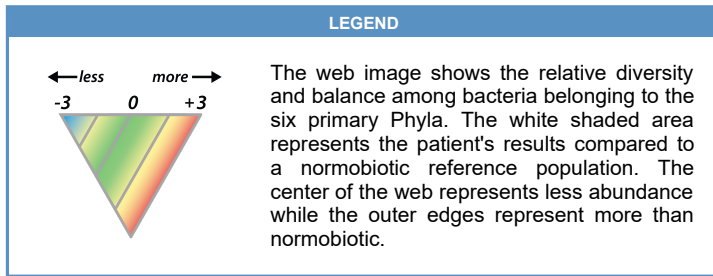 LEGEND
less more
-3 0 +3
The web image shows the relative diversity
and balance among bacteria belonging to the
six primary Phyla. The white shaded area
represents the patient's results compared to
a normobiotic reference population. The
center of the web represents less abundance
while the outer edges represent more than
normobiotic.